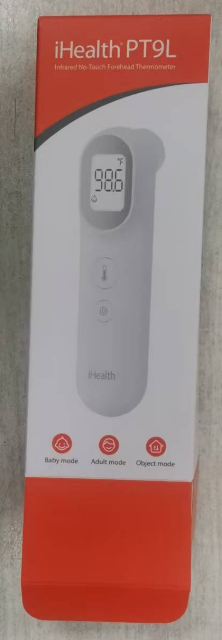 iHealth® PT9L
Infrared No-Touch Forehead Thermometer
°F
98.6
iHealth
Baby mode
Adult mode
Object mode